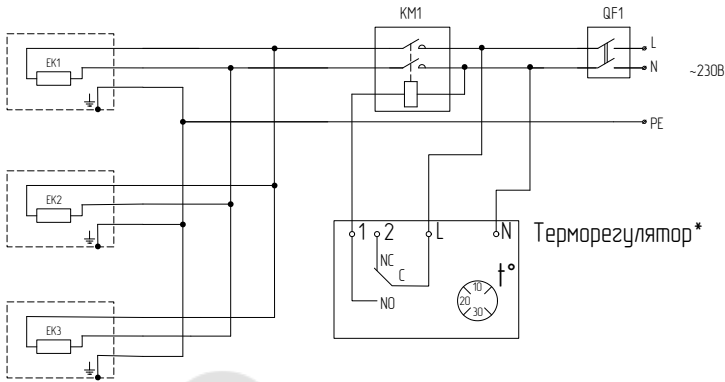 KM1
QF1
EK1
L
N
~230В
PE
EK2
1 2 L N
Терморегулятор*
NC
C
t°
NO
10
20
30
EK3